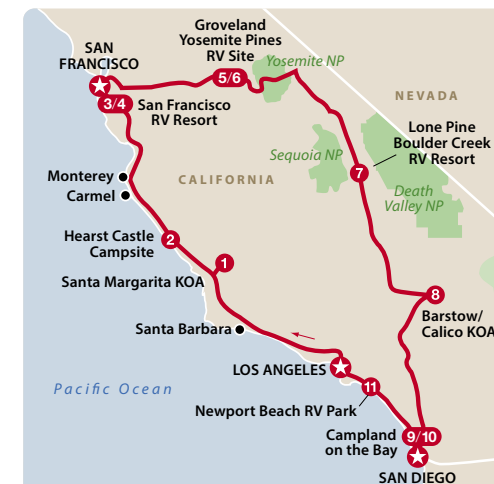 Groveland
Yosemite Pines
RV Site
SAN
FRANCISCO
Yosemite NP
5/6
3/4
San Francisco
RV Resort
NEVADA
Lone Pine
Boulder Creek
RV Resort
Sequoia NP
7
Monterey
CALIFORNIA
Carmel
Death
Valley NP
Hearst Castle
Campsite
2
1
Santa Margarita KOA
8
Barstow/
Calico KOA
Santa Barbara
LOS ANGELES
Pacific Ocean
11
Newport Beach RV Park
Campland
on the Bay
9/10
SAN DIEGO